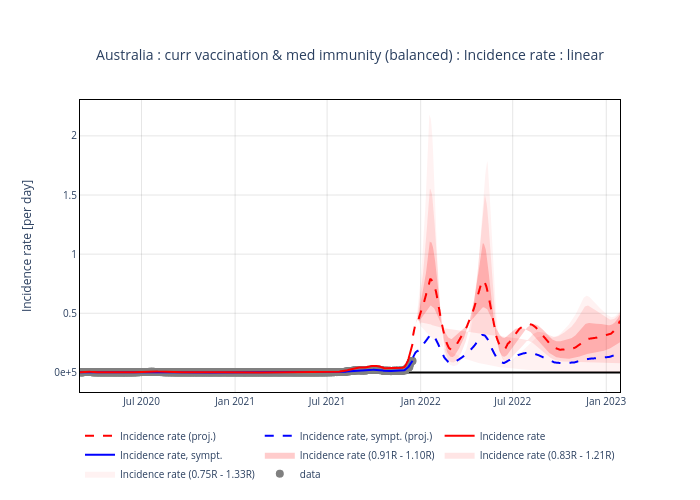 Australia : curr vaccination & med immunity (balanced) : Incidence rate : linear
Incidence rate [per day]
2
1.5
1
0.5
0e+5
Jul 2020
Jan 2021
Jul 2021
Jan 2022
Jul 2022
Jan 2023
Incidence rate (proj.)
Incidence rate, sympt. (proj.)
Incidence rate
Incidence rate, sympt.
Incidence rate (0.91R - 1.10R)
Incidence rate (0.83R - 1.21R)
Incidence rate (0.75R - 1.33R)
data